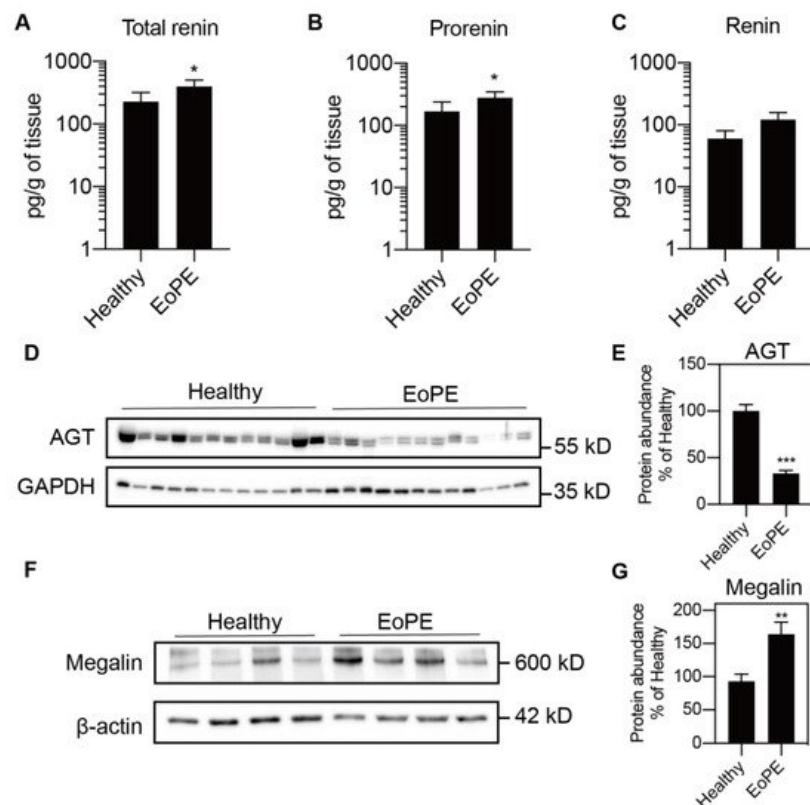 A
Total renin
pg/g of tissue
1000
100
10
1
Healthy
EoPE
*
B
Prorenin
pg/g of tissue
1000
100
10
1
Healthy
EoPE
*
C
Renin
pg/g of tissue
1000
100
10
1
Healthy
EoPE
D
Healthy
EoPE
AGT
55 kD
GAPDH
35 kD
E
AGT
Protein abundance
% of Healthy
150
100
50
0
***
Healthy
EoPE
F
Healthy
EoPE
Megalin
600 kD
β-actin
42 kD
G
Megalin
Protein abundance
% of Healthy
200
150
100
50
0
**
Healthy
EoPE